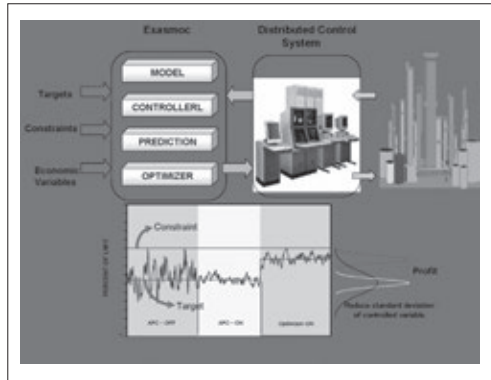 Exasmoc
Distributed Control
System
MODEL
CONTROLLERL
PREDICTION
OPTIMIZER
Targets
Constraints
Economic
Variables
Constraint
Target
APC - OFF
APC - ON
Optimizer-ON
Profit
Reduce standard deviation
of controlled variable